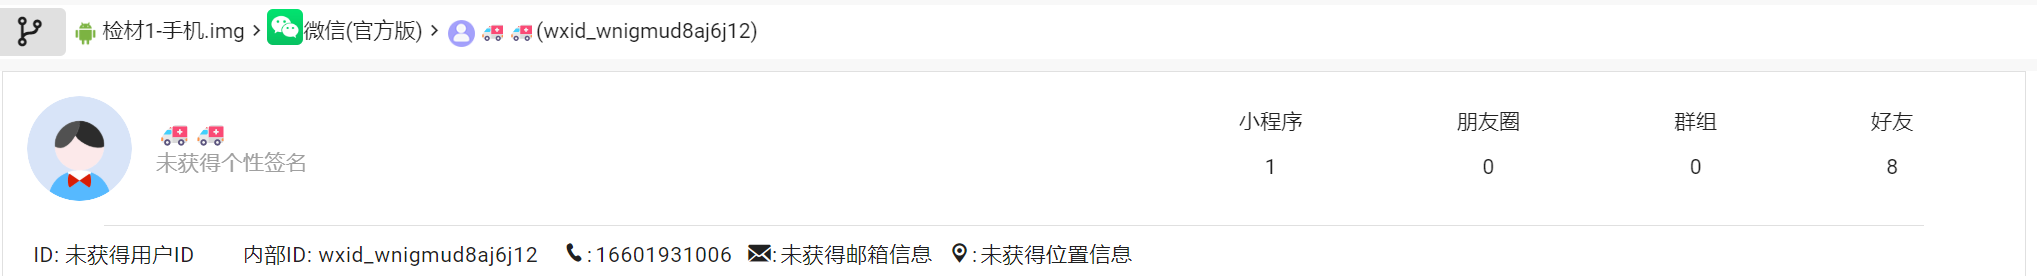 检材1-手机.img > 微信(官方版) > 🚑 🚑 (wxid_wnigmud8aj6j12)
🚑 🚑
未获得个性签名
小程序 朋友圈 群组 好友
1 0 0 8
ID: 未获得用户ID 内部ID: wxid_wnigmud8aj6j12 :16601931006 :未获得邮箱信息 :未获得位置信息